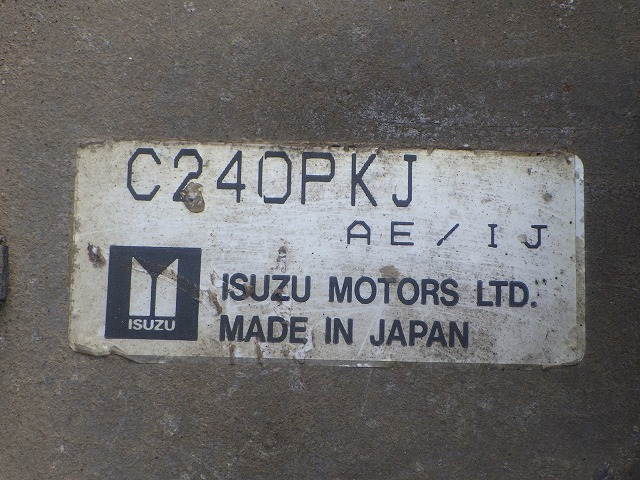 C240PKJ
AE/IJ
ISUZU
ISUZU MOTORS LTD.
MADE IN JAPAN